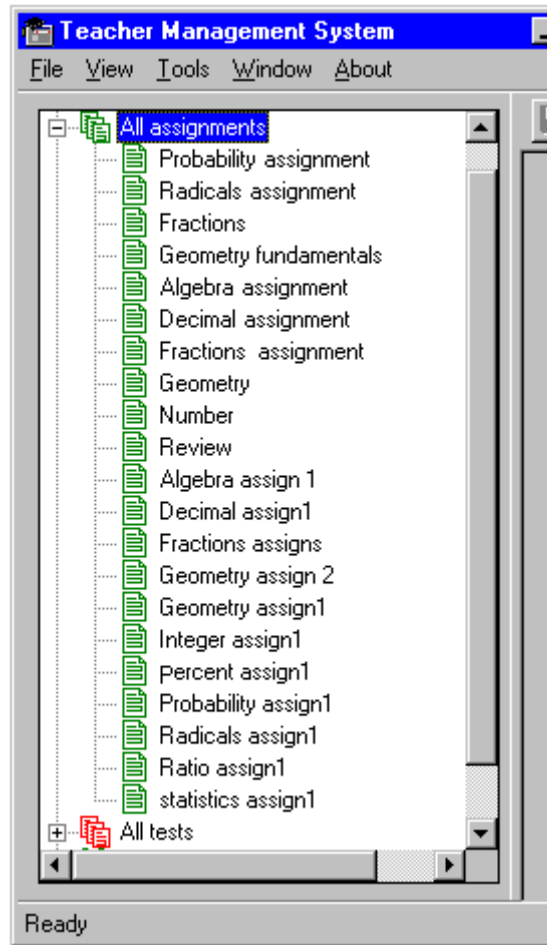 Teacher Management System
File View Tools Window About
All assignments
Probability assignment
Radicals assignment
Fractions
Geometry fundamentals
Algebra assignment
Decimal assignment
Fractions assignment
Geometry
Number
Review
Algebra assign 1
Decimal assign1
Fractions assigns
Geometry assign 2
Geometry assign1
Integer assign1
percent assign1
Probability assign1
Radicals assign1
Ratio assign1
statistics assign1
All tests
Ready